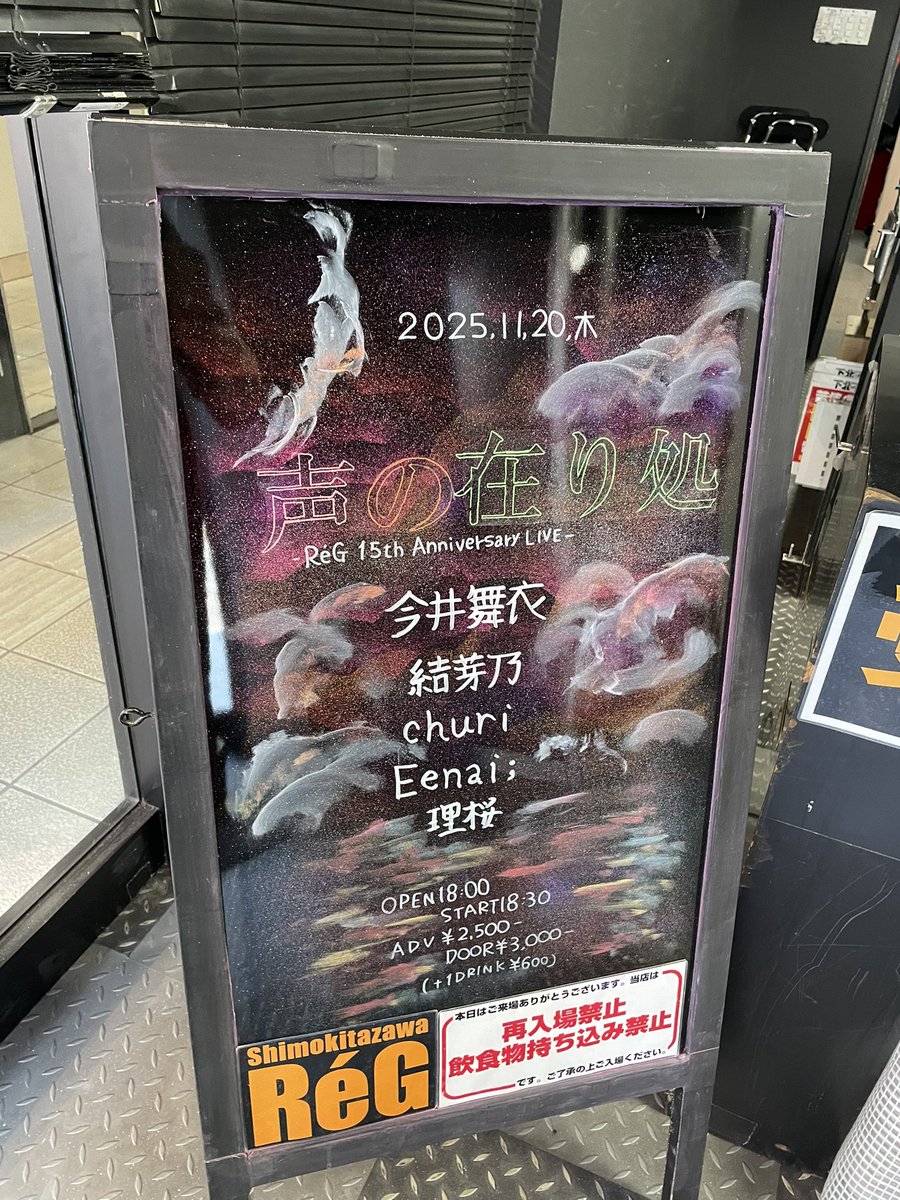 2025,11,20,木
声の在り処
-RéG 15th Anniversary LIVE-
今井舞衣
結芽乃
churi
Eenai;
理桜
OPEN18:00
START18:30
ADV ¥2,500-
DOOR¥3,000-
(+1DRINK ¥600)
Shimokitazawa
RéG
本日はご来場ありがとうございます。当店は
再入場禁止
飲食物持ち込み禁止
です。ご了承の上ご入場ください。
下北